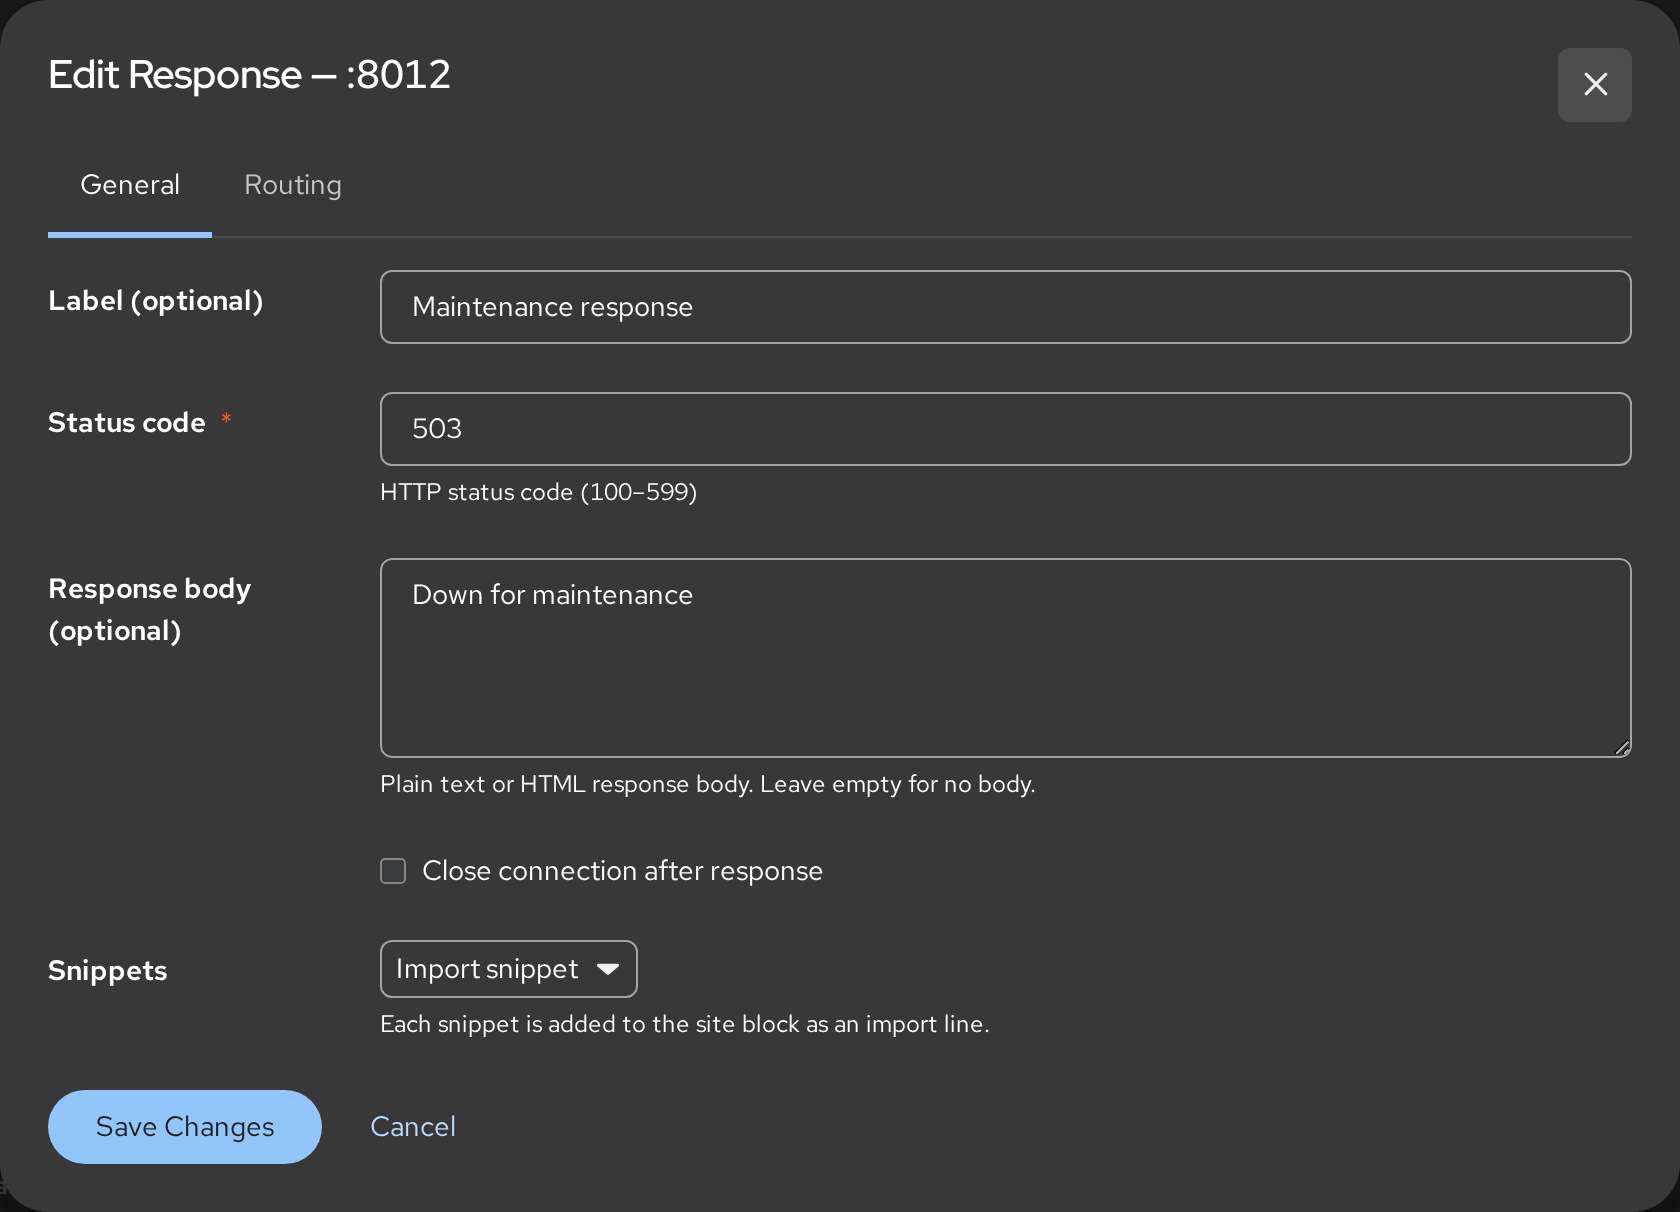 Edit Response – :8012
General Routing
Label (optional)
Maintenance response
Status code *
503
HTTP status code (100–599)
Response body
(optional)
Down for maintenance
Plain text or HTML response body. Leave empty for no body.
Close connection after response
Snippets
Import snippet
Each snippet is added to the site block as an import line.
Save Changes Cancel